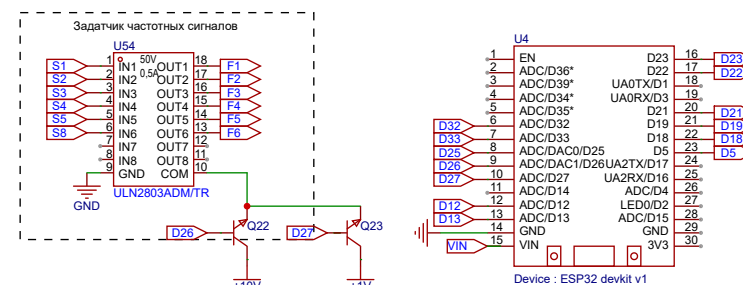 Задатчик частотных сигналов
U54
S1 1 IN1 50V OUT1 18 F1
S2 2 IN2 0,5A OUT2 17 F2
S3 3 IN3 OUT3 16 F3
S4 4 IN4 OUT4 15 F4
S5 5 IN5 OUT5 14 F5
S8 6 IN6 OUT6 13 F6
7 IN7 OUT7 12
8 IN8 OUT8 11
9 GND COM 10
ULN2803ADM/TR
GND
D26 Q22
D27 Q23
+10V
+1V
U4
1 EN D23 16 D23
2 ADC/D36* D22 17 D22
3 ADC/D39* UA0TX/D1 18
4 ADC/D34* UA0RX/D3 19
5 ADC/D35* D21 20 D21
D32 6 ADC/D32 D19 21 D19
D33 7 ADC/D33 D18 22 D18
D25 8 ADC/DAC0/D25 D5 23 D5
D26 9 ADC/DAC1/D26 UA2TX/D17 24
D27 10 ADC/D27 UA2RX/D16 25
11 ADC/D14 ADC/D4 26
D12 12 ADC/D12 LED0/D2 27
D13 13 ADC/D13 ADC/D15 28
14 GND GND 29
VIN 15 VIN 3V3 30
Device : ESP32 devkit v1